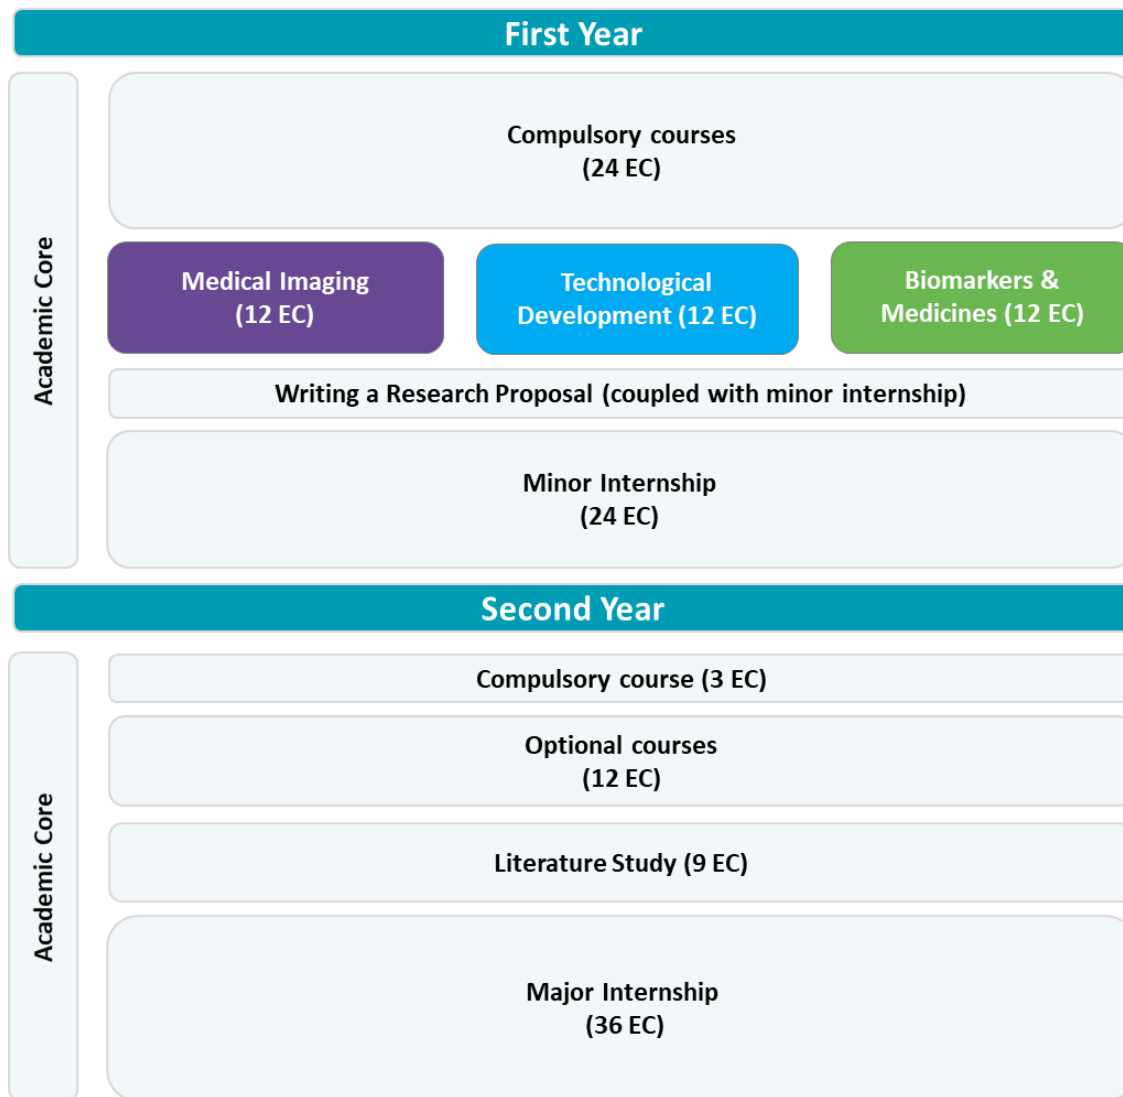 First Year
Academic Core
Compulsory courses
(24 EC)
Medical Imaging
(12 EC)
Technological
Development (12 EC)
Biomarkers &
Medicines (12 EC)
Writing a Research Proposal (coupled with minor internship)
Minor Internship
(24 EC)
Second Year
Academic Core
Compulsory course (3 EC)
Optional courses
(12 EC)
Literature Study (9 EC)
Major Internship
(36 EC)